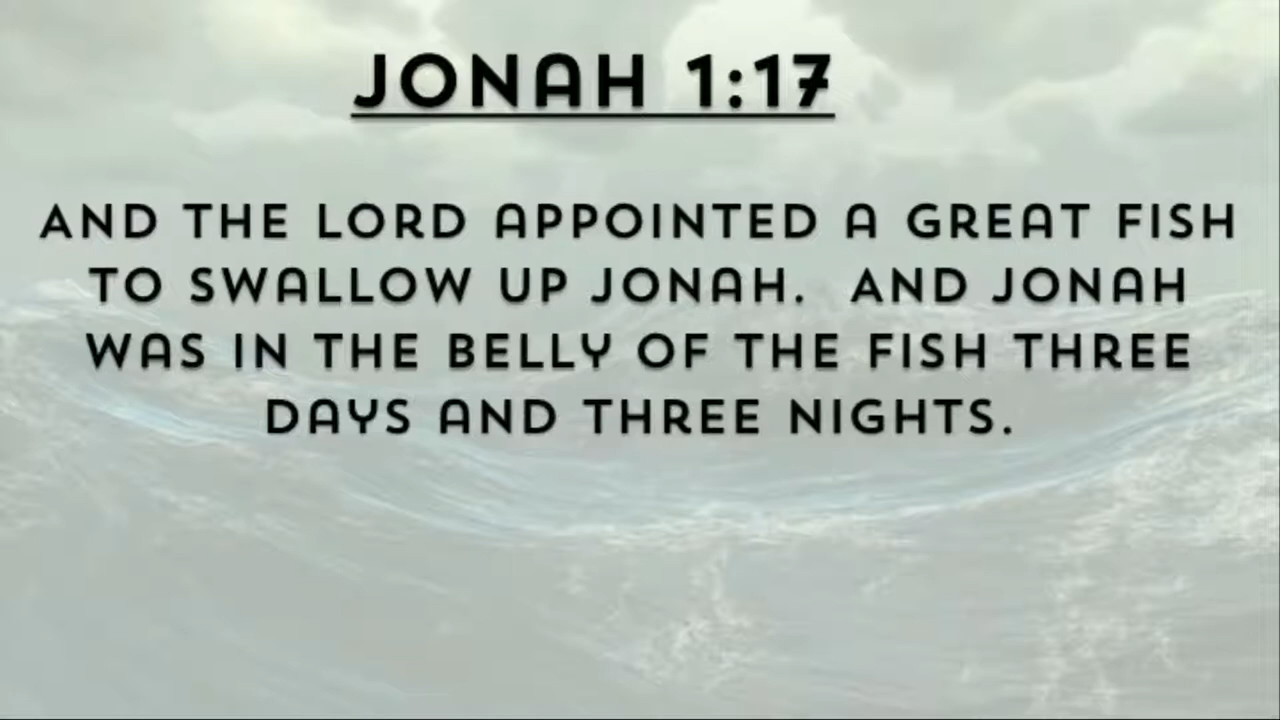 JONAH 1:17
AND THE LORD APPOINTED A GREAT FISH
TO SWALLOW UP JONAH.  AND JONAH
WAS IN THE BELLY OF THE FISH THREE
DAYS AND THREE NIGHTS.